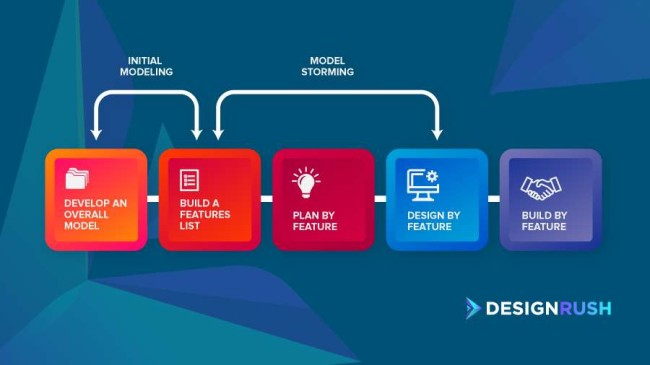 INITIAL
MODELING
MODEL
STORMING
DEVELOP AN
OVERALL
MODEL
BUILD A
FEATURES
LIST
PLAN BY
FEATURE
DESIGN BY
FEATURE
BUILD BY
FEATURE
DESIGNRUSH